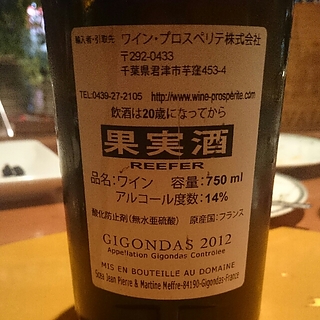 輸入者・引取先 ワイン・プロスペリテ株式会社
〒292-0433
千葉県君津市芋窪453-4
TEL:0439-27-2105 http://www.wine-prosperite.com
飲酒は20歳になってから
果実酒
REEFER
品名:ワイン 容量:750 ml
アルコール度数:14%
酸化防止剤(無水亜硫酸) 原産国:フランス
GIGONDAS 2012
Appellation Gigondas Contrôlée
MIS EN BOUTEILLE AU DOMAINE
Scea Jean Pierre & Martine Meffre-84190-Gigondas-France